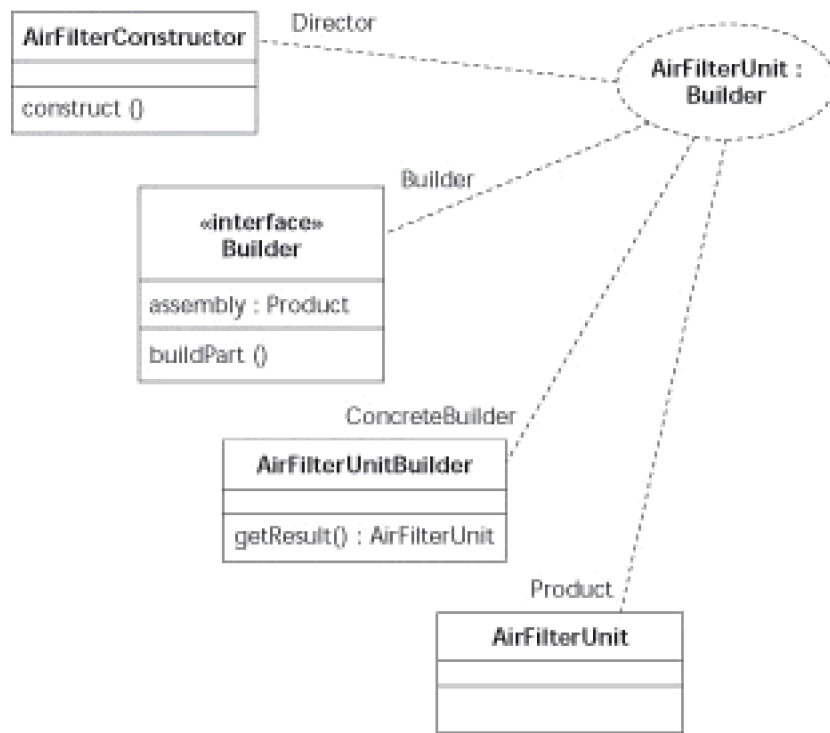 Director
AirFilterConstructor
construct ()
AirFilterUnit :
Builder
Builder
«interface»
Builder
assembly : Product
buildPart ()
ConcreteBuilder
AirFilterUnitBuilder
getResult() : AirFilterUnit
Product
AirFilterUnit